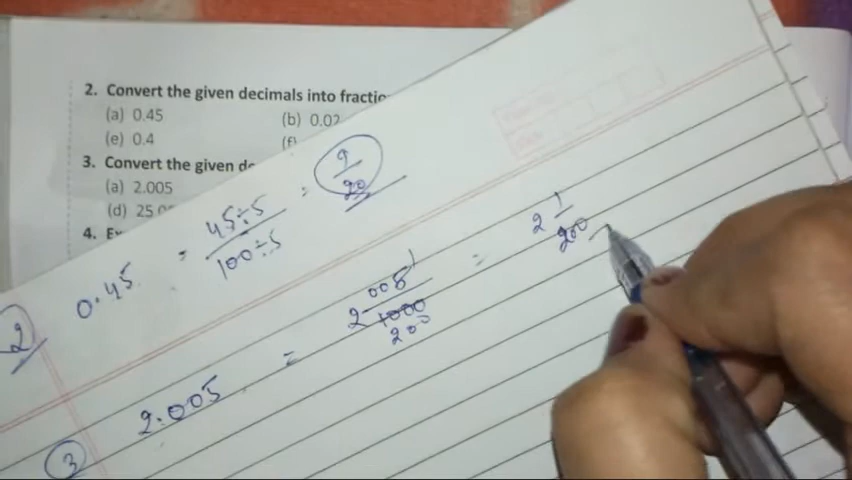 2. Convert the given decimals into fractio
(a) 0.45 (b) 0.02
(e) 0.4 (f)
3. Convert the given de
(a) 2.005
(d) 25
4. Ex
2 0.45 = 45÷5 / 100÷5 = 9/20
3 2.005 = 2 005/1000 1 200 = 2 1/200